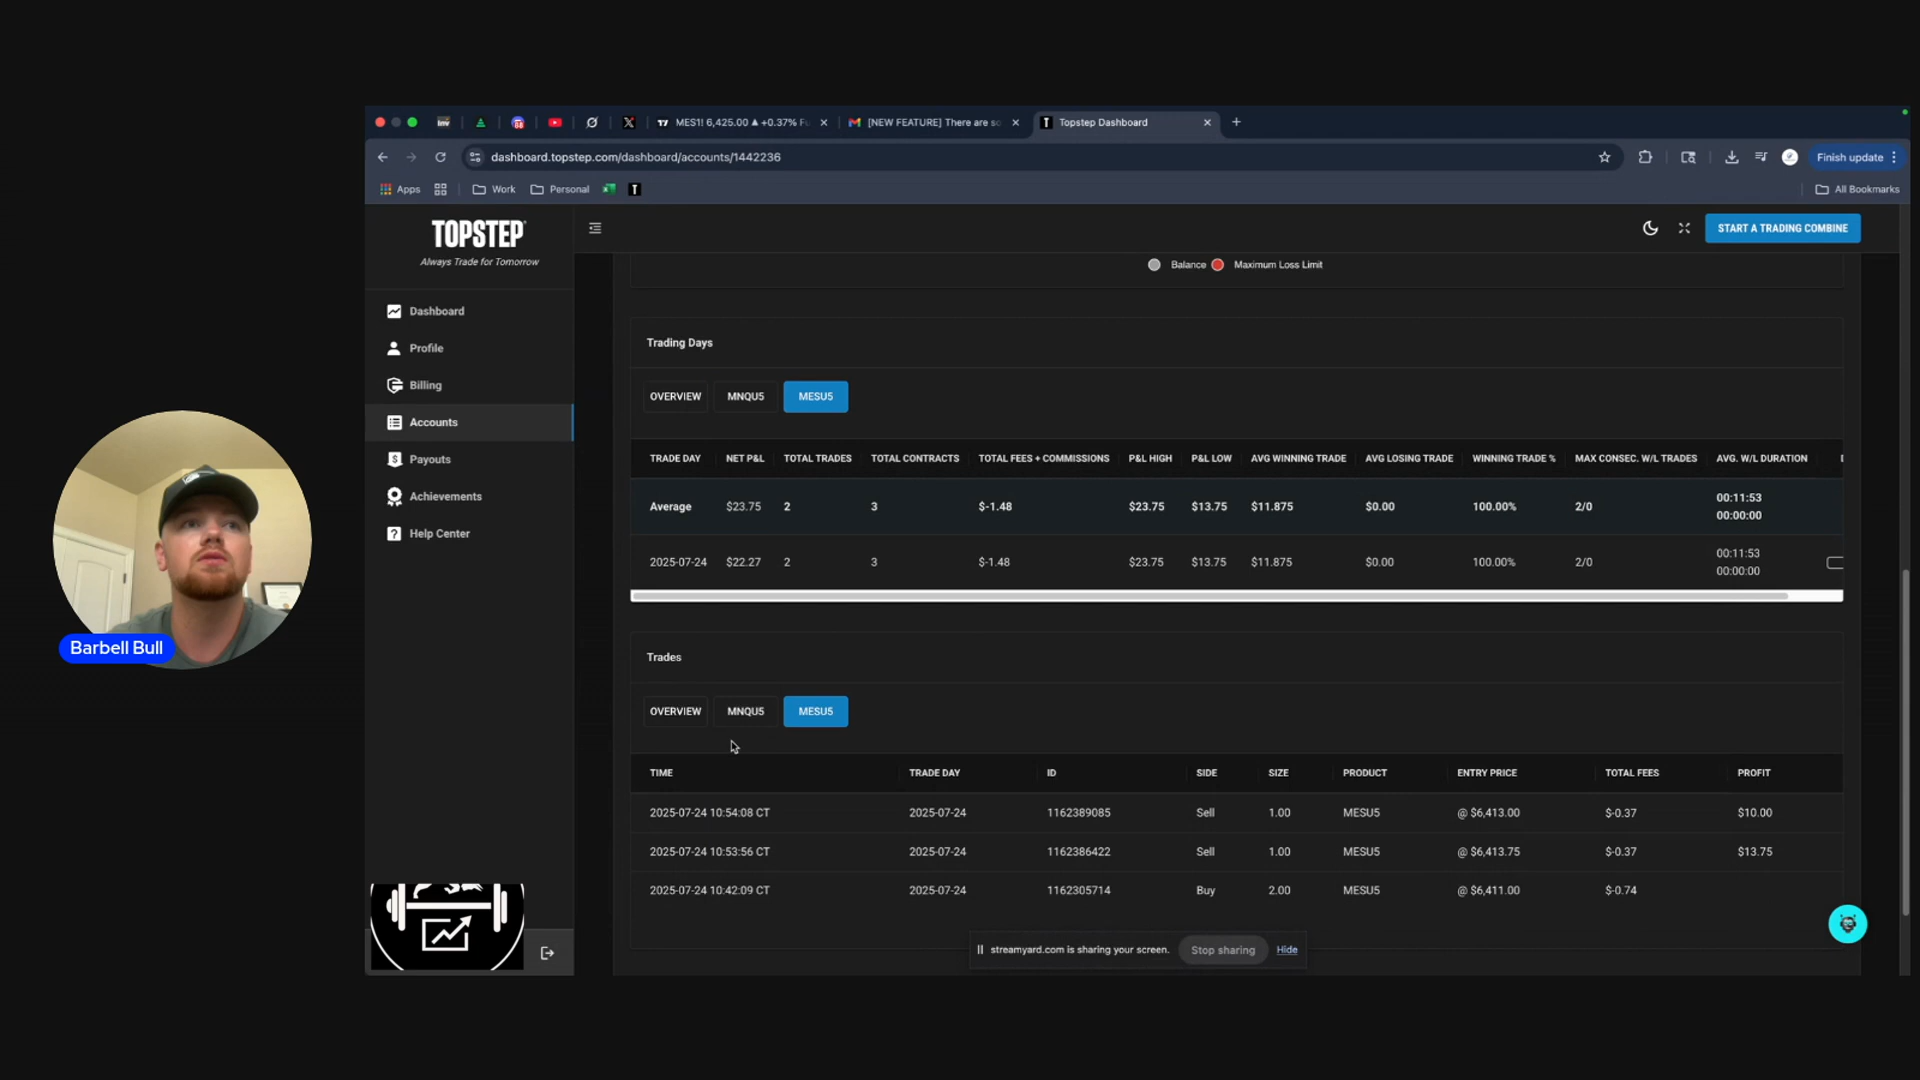 MES1! 6,425.00 ▲ +0.37%
[NEW FEATURE] There are so
Topstep Dashboard
dashboard.topstep.com/dashboard/accounts/1442236
Finish update
Apps
Work
Personal
All Bookmarks
TOPSTEP
Always Trade for Tomorrow
START A TRADING COMBINE
Dashboard
Profile
Billing
Accounts
Payouts
Achievements
Help Center
Balance
Maximum Loss Limit
Trading Days
OVERVIEW MNQU5 MESU5
TRADE DAY NET P&L TOTAL TRADES TOTAL CONTRACTS TOTAL FEES + COMMISSIONS P&L HIGH P&L LOW AVG WINNING TRADE AVG LOSING TRADE WINNING TRADE % MAX CONSEC. W/L TRADES AVG. W/L DURATION
Average $23.75 2 3 $-1.48 $23.75 $13.75 $11.875 $0.00 100.00% 2/0 00:11:53
00:00:00
2025-07-24 $22.27 2 3 $-1.48 $23.75 $13.75 $11.875 $0.00 100.00% 2/0 00:11:53
00:00:00
Trades
OVERVIEW MNQU5 MESU5
TIME TRADE DAY ID SIDE SIZE PRODUCT ENTRY PRICE TOTAL FEES PROFIT
2025-07-24 10:54:08 CT 2025-07-24 1162389085 Sell 1.00 MESU5 @ $6,413.00 $-0.37 $10.00
2025-07-24 10:53:56 CT 2025-07-24 1162386422 Sell 1.00 MESU5 @ $6,413.75 $-0.37 $13.75
2025-07-24 10:42:09 CT 2025-07-24 1162305714 Buy 2.00 MESU5 @ $6,411.00 $-0.74
streamyard.com is sharing your screen. Stop sharing Hide
Barbell Bull